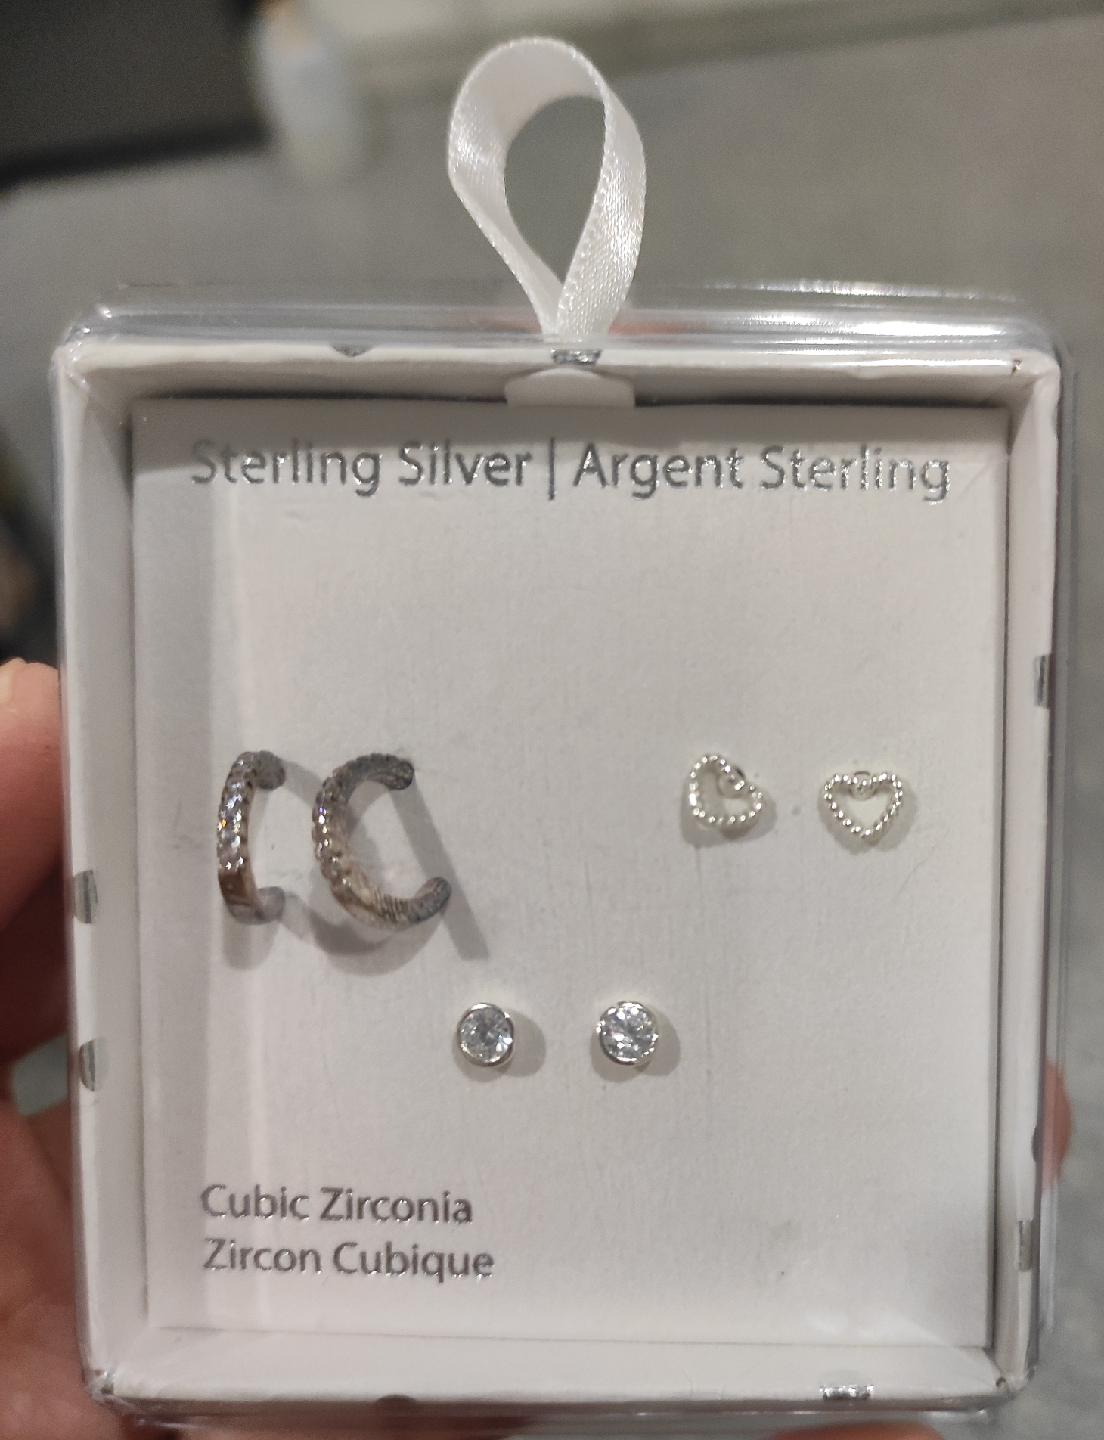 Sterling Silver | Argent Sterling
Cubic Zirconia
Zircon Cubique